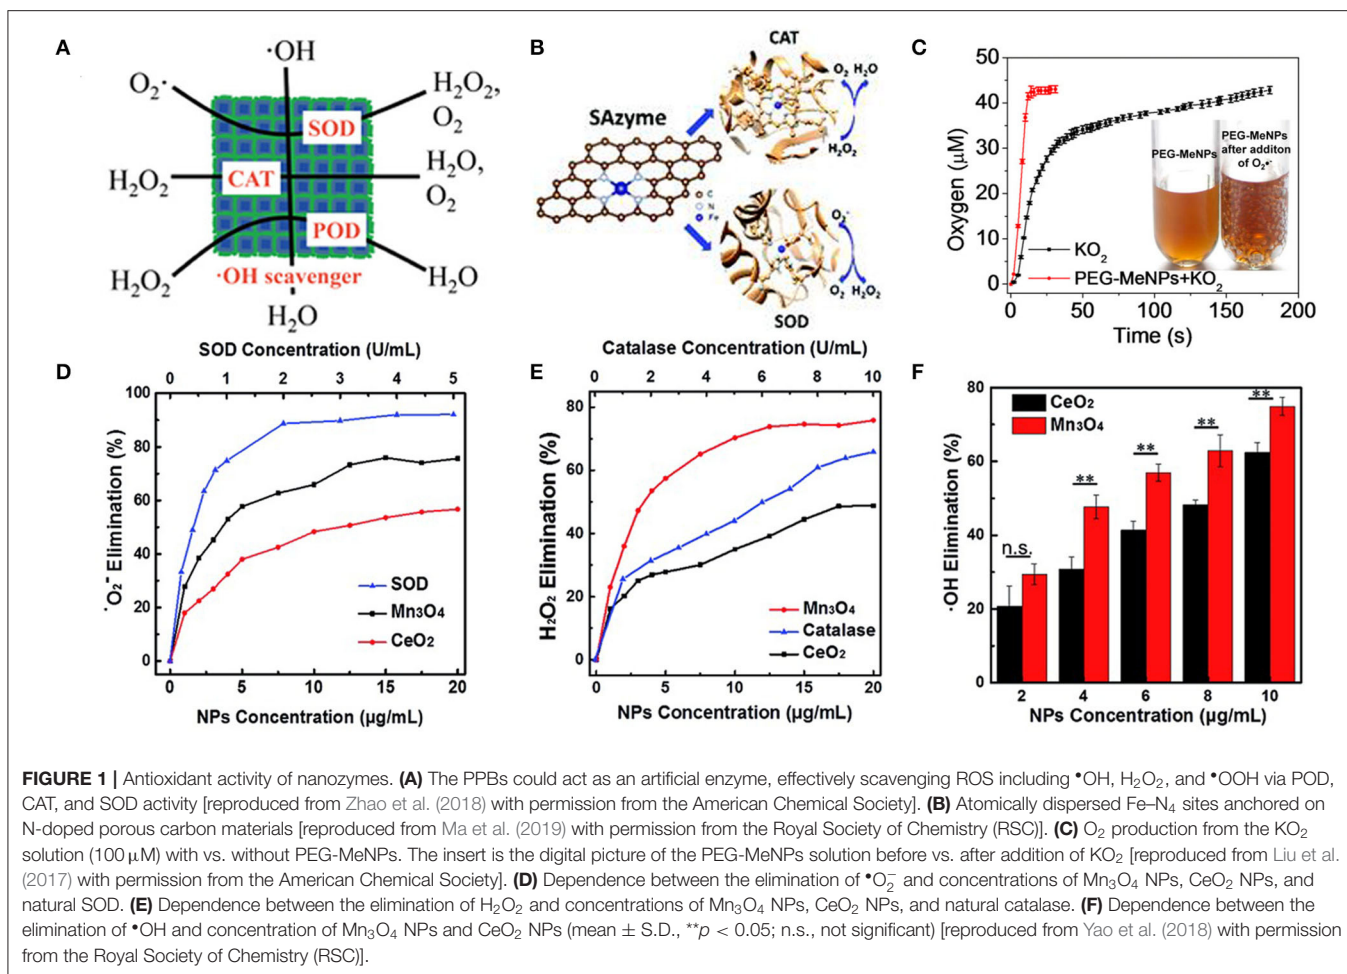 A
·OH
O₂·
H₂O₂,
O₂
SOD
H₂O₂
CAT
H₂O,
O₂
POD
H₂O₂
·OH scavenger
H₂O
H₂O
B
CAT
O₂ H₂O
H₂O₂
SAzyme
C
N
Fe
O₂⁻
O₂ H₂O₂
SOD
C
50
40
30
20
10
0
Oxygen (μM)
PEG-MeNPs
PEG-MeNPs
after additon
of O₂•⁻
KO₂
PEG-MeNPs+KO₂
0 50 100 150 200
Time (s)
D
SOD Concentration (U/mL)
0 1 2 3 4 5
100
80
60
40
20
0
·O₂⁻ Elimination (%)
SOD
Mn₃O₄
CeO₂
0 5 10 15 20
NPs Concentration (μg/mL)
E
Catalase Concentration (U/mL)
0 2 4 6 8 10
80
60
40
20
0
H₂O₂ Elimination (%)
Mn₃O₄
Catalase
CeO₂
0 5 10 15 20
NPs Concentration (μg/mL)
F
80
60
40
20
0
·OH Elimination (%)
CeO₂
Mn₃O₄
n.s.
**
**
**
**
2 4 6 8 10
NPs Concentration (μg/mL)
FIGURE 1 | Antioxidant activity of nanozymes. (A) The PPBs could act as an artificial enzyme, effectively scavenging ROS including •OH, H₂O₂, and •OOH via POD,
CAT, and SOD activity [reproduced from Zhao et al. (2018) with permission from the American Chemical Society]. (B) Atomically dispersed Fe–N₄ sites anchored on
N-doped porous carbon materials [reproduced from Ma et al. (2019) with permission from the Royal Society of Chemistry (RSC)]. (C) O₂ production from the KO₂
solution (100 μM) with vs. without PEG-MeNPs. The insert is the digital picture of the PEG-MeNPs solution before vs. after addition of KO₂ [reproduced from Liu et al.
(2017) with permission from the American Chemical Society]. (D) Dependence between the elimination of •O₂⁻ and concentrations of Mn₃O₄ NPs, CeO₂ NPs, and
natural SOD. (E) Dependence between the elimination of H₂O₂ and concentrations of Mn₃O₄ NPs, CeO₂ NPs, and natural catalase. (F) Dependence between the
elimination of •OH and concentration of Mn₃O₄ NPs and CeO₂ NPs (mean ± S.D., **p < 0.05; n.s., not significant) [reproduced from Yao et al. (2018) with permission
from the Royal Society of Chemistry (RSC)].